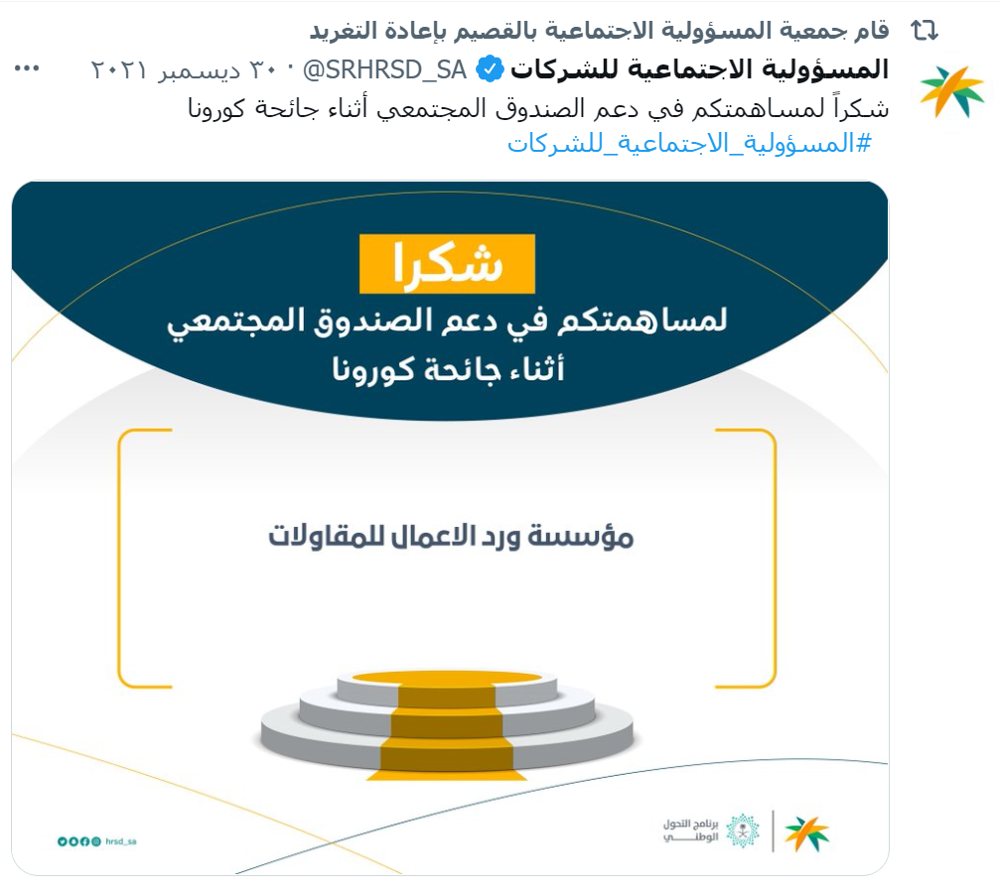 قام جمعية المسؤولية الاجتماعية بالقصيم بإعادة التغريد
المسؤولية الاجتماعية للشركات @SRHRSD_SA · ٣٠ ديسمبر ٢٠٢١
شكراً لمساهمتكم في دعم الصندوق المجتمعي أثناء جائحة كورونا
#المسؤولية_الاجتماعية_للشركات
شكرا
لمساهمتكم في دعم الصندوق المجتمعي
أثناء جائحة كورونا
مؤسسة ورد الاعمال للمقاولات
برنامج التحول
الوطني
hrsd_sa